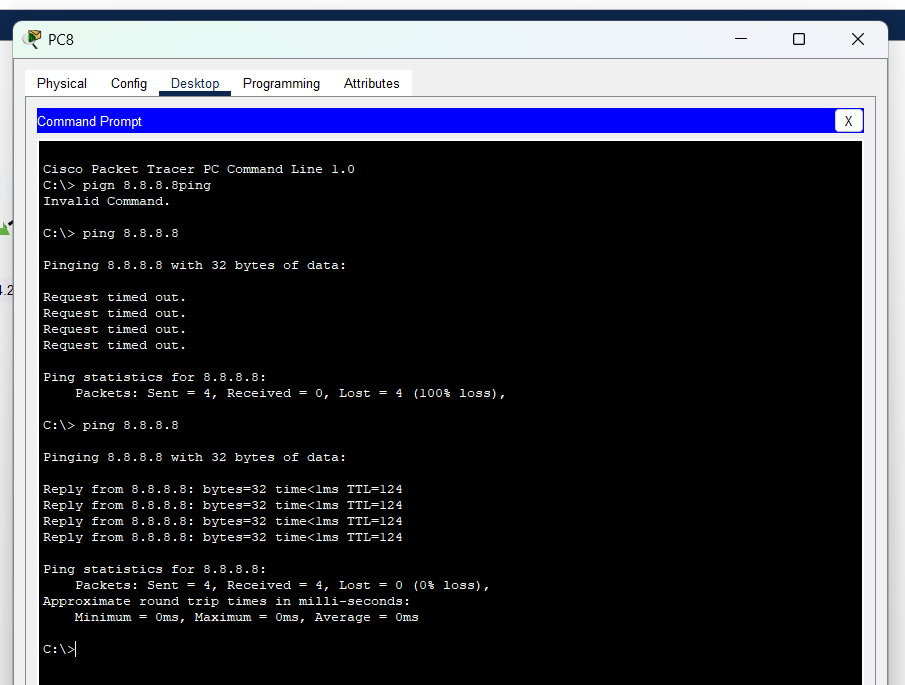 PC8
Physical Config Desktop Programming Attributes
Command Prompt
X
Cisco Packet Tracer PC Command Line 1.0
C:\> pign 8.8.8.8ping
Invalid Command.
C:\> ping 8.8.8.8
Pinging 8.8.8.8 with 32 bytes of data:
Request timed out.
Request timed out.
Request timed out.
Request timed out.
Ping statistics for 8.8.8.8:
Packets: Sent = 4, Received = 0, Lost = 4 (100% loss),
C:\> ping 8.8.8.8
Pinging 8.8.8.8 with 32 bytes of data:
Reply from 8.8.8.8: bytes=32 time<1ms TTL=124
Reply from 8.8.8.8: bytes=32 time<1ms TTL=124
Reply from 8.8.8.8: bytes=32 time<1ms TTL=124
Reply from 8.8.8.8: bytes=32 time<1ms TTL=124
Ping statistics for 8.8.8.8:
Packets: Sent = 4, Received = 4, Lost = 0 (0% loss),
Approximate round trip times in milli-seconds:
Minimum = 0ms, Maximum = 0ms, Average = 0ms
C:\>